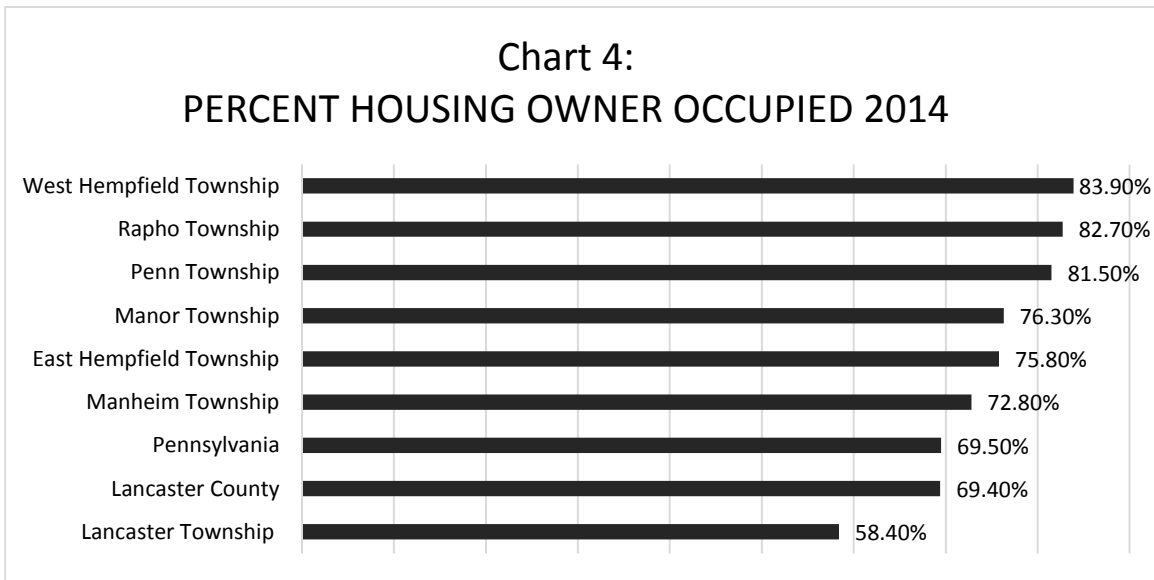 Chart 4:
PERCENT HOUSING OWNER OCCUPIED 2014
West Hempfield Township 83.90%
Rapho Township 82.70%
Penn Township 81.50%
Manor Township 76.30%
East Hempfield Township 75.80%
Manheim Township 72.80%
Pennsylvania 69.50%
Lancaster County 69.40%
Lancaster Township 58.40%